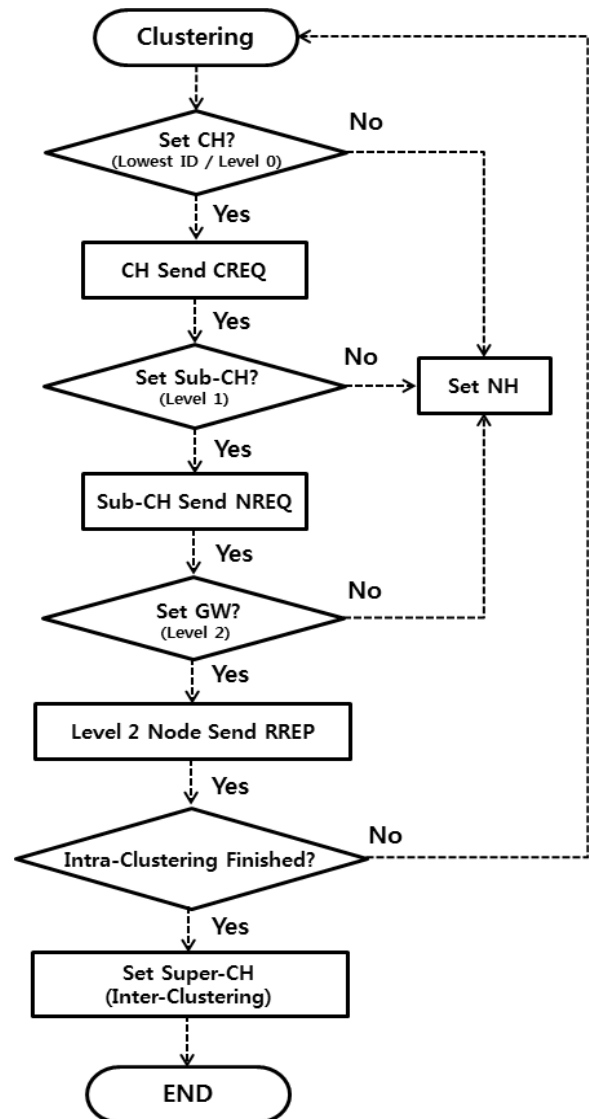 Clustering
Set CH?
(Lowest ID / Level 0)
No
Yes
CH Send CREQ
Yes
Set Sub-CH?
(Level 1)
No
Set NH
Yes
Sub-CH Send NREQ
Yes
Set GW?
(Level 2)
No
Yes
Level 2 Node Send RREP
Yes
Intra-Clustering Finished?
No
Yes
Set Super-CH
(Inter-Clustering)
END